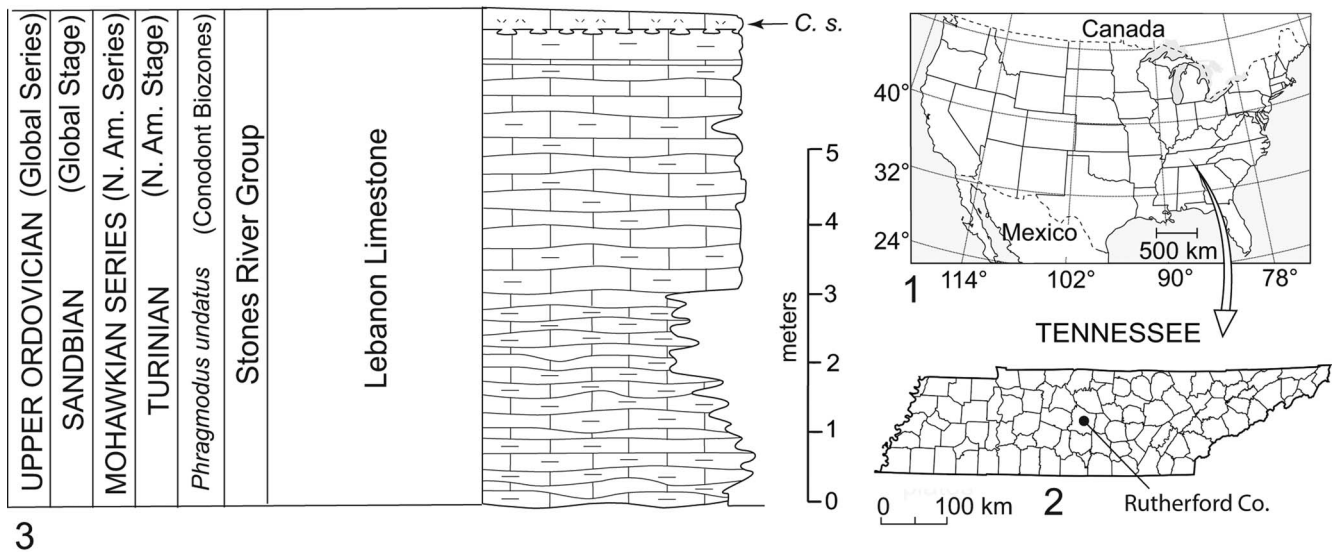 UPPER ORDOVICIAN (Global Series)
SANDBIAN (Global Stage)
MOHAWKIAN SERIES (N. Am. Series)
TURINIAN (N. Am. Stage)
Phragmodus undatus (Conodont Biozones)
Stones River Group
Lebanon Limestone
C. s.
5
4
3
2
1
0
meters
3
Canada
40°
32°
24°
Mexico
500 km
114°
102°
90°
78°
1
TENNESSEE
Rutherford Co.
0 100 km
2